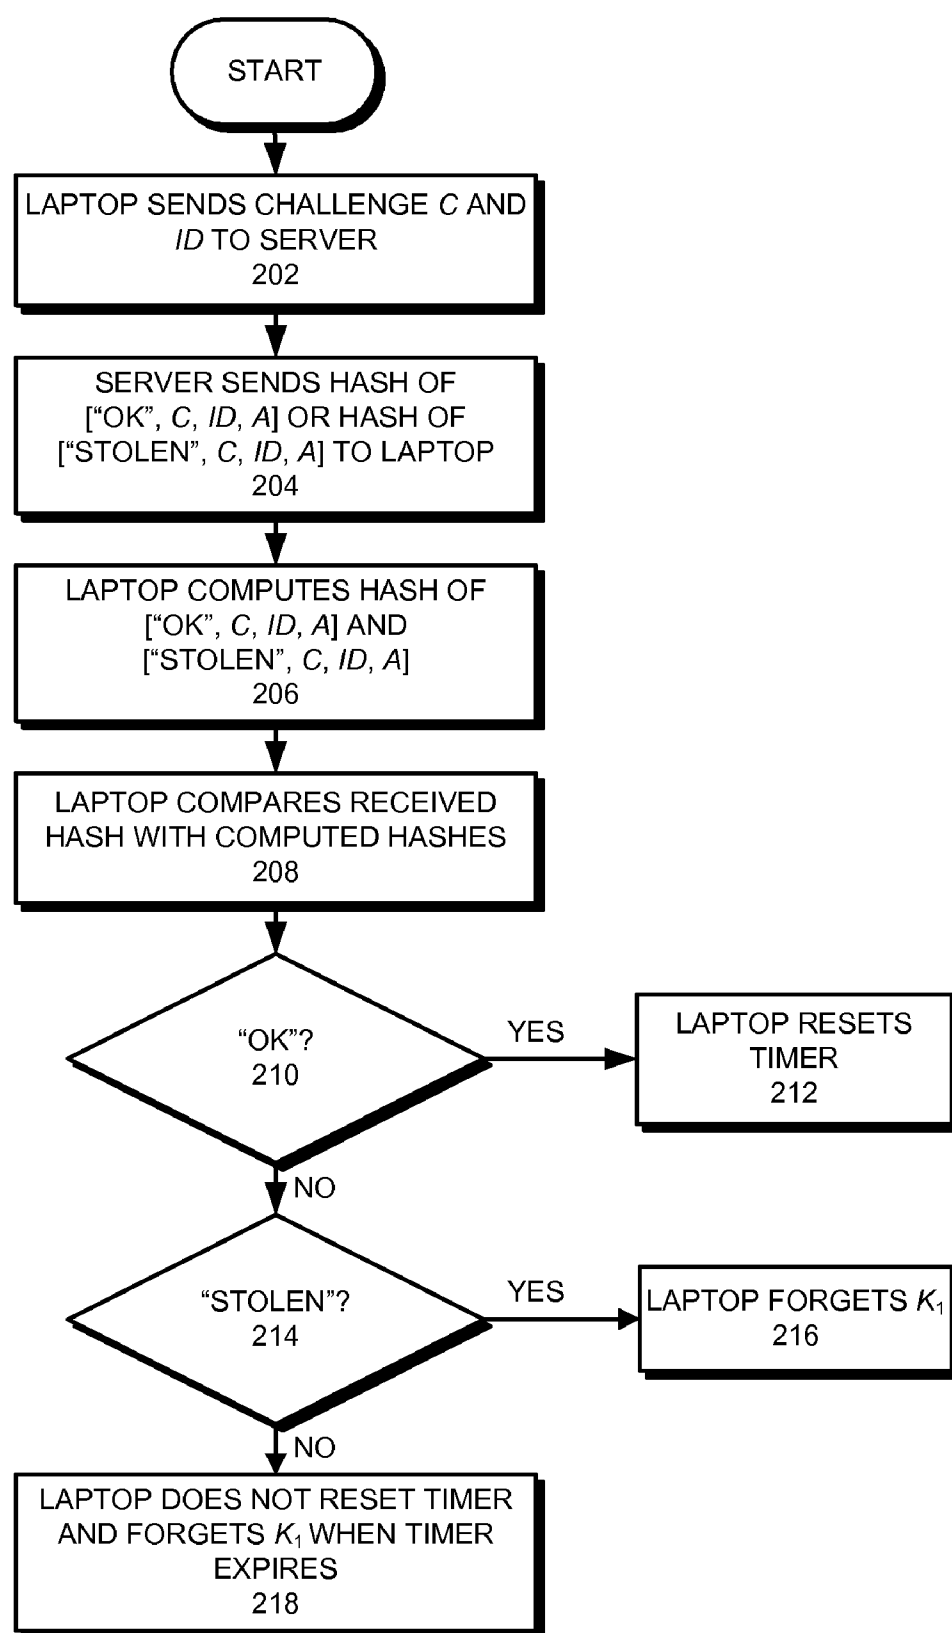 START
LAPTOP SENDS CHALLENGE C AND
ID TO SERVER
202
SERVER SENDS HASH OF
[“OK”, C, ID, A] OR HASH OF
[“STOLEN”, C, ID, A] TO LAPTOP
204
LAPTOP COMPUTES HASH OF
[“OK”, C, ID, A] AND
[“STOLEN”, C, ID, A]
206
LAPTOP COMPARES RECEIVED
HASH WITH COMPUTED HASHES
208
“OK”?
210
YES
LAPTOP RESETS
TIMER
212
NO
“STOLEN”?
214
YES
LAPTOP FORGETS K₁
216
NO
LAPTOP DOES NOT RESET TIMER
AND FORGETS K₁ WHEN TIMER
EXPIRES
218